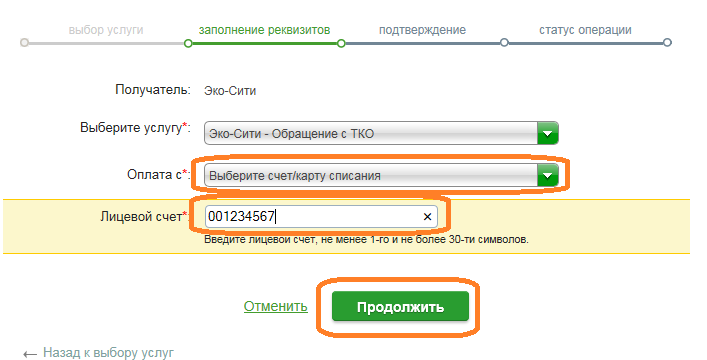 выбор услуги заполнение реквизитов подтверждение статус операции
Получатель: Эко-Сити
Выберите услугу*: Эко-Сити - Обращение с ТКО
Оплата с*: Выберите счет/карту списания
Лицевой счет*: 001234567 ×
Введите лицевой счет, не менее 1-го и не более 30-ти символов.
Отменить Продолжить
← Назад к выбору услуг